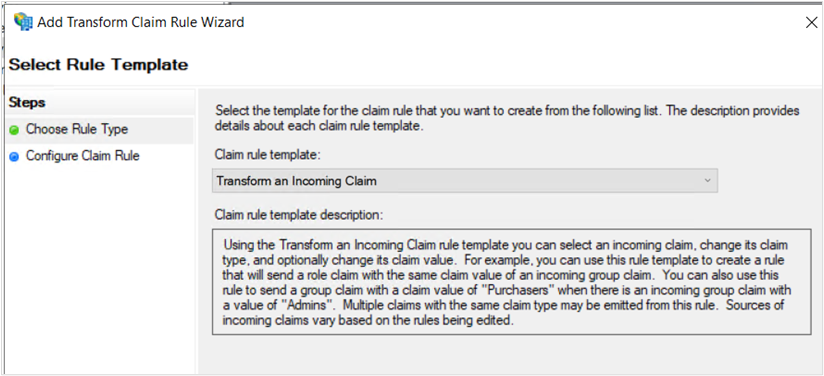 Add Transform Claim Rule Wizard
Select Rule Template
Steps
Choose Rule Type
Configure Claim Rule
Select the template for the claim rule that you want to create from the following list. The description provides
details about each claim rule template.
Claim rule template:
Transform an Incoming Claim
Claim rule template description:
Using the Transform an Incoming Claim rule template you can select an incoming claim, change its claim
type, and optionally change its claim value. For example, you can use this rule template to create a rule
that will send a role claim with the same claim value of an incoming group claim. You can also use this
rule to send a group claim with a claim value of "Purchasers" when there is an incoming group claim with
a value of "Admins". Multiple claims with the same claim type may be emitted from this rule. Sources of
incoming claims vary based on the rules being edited.